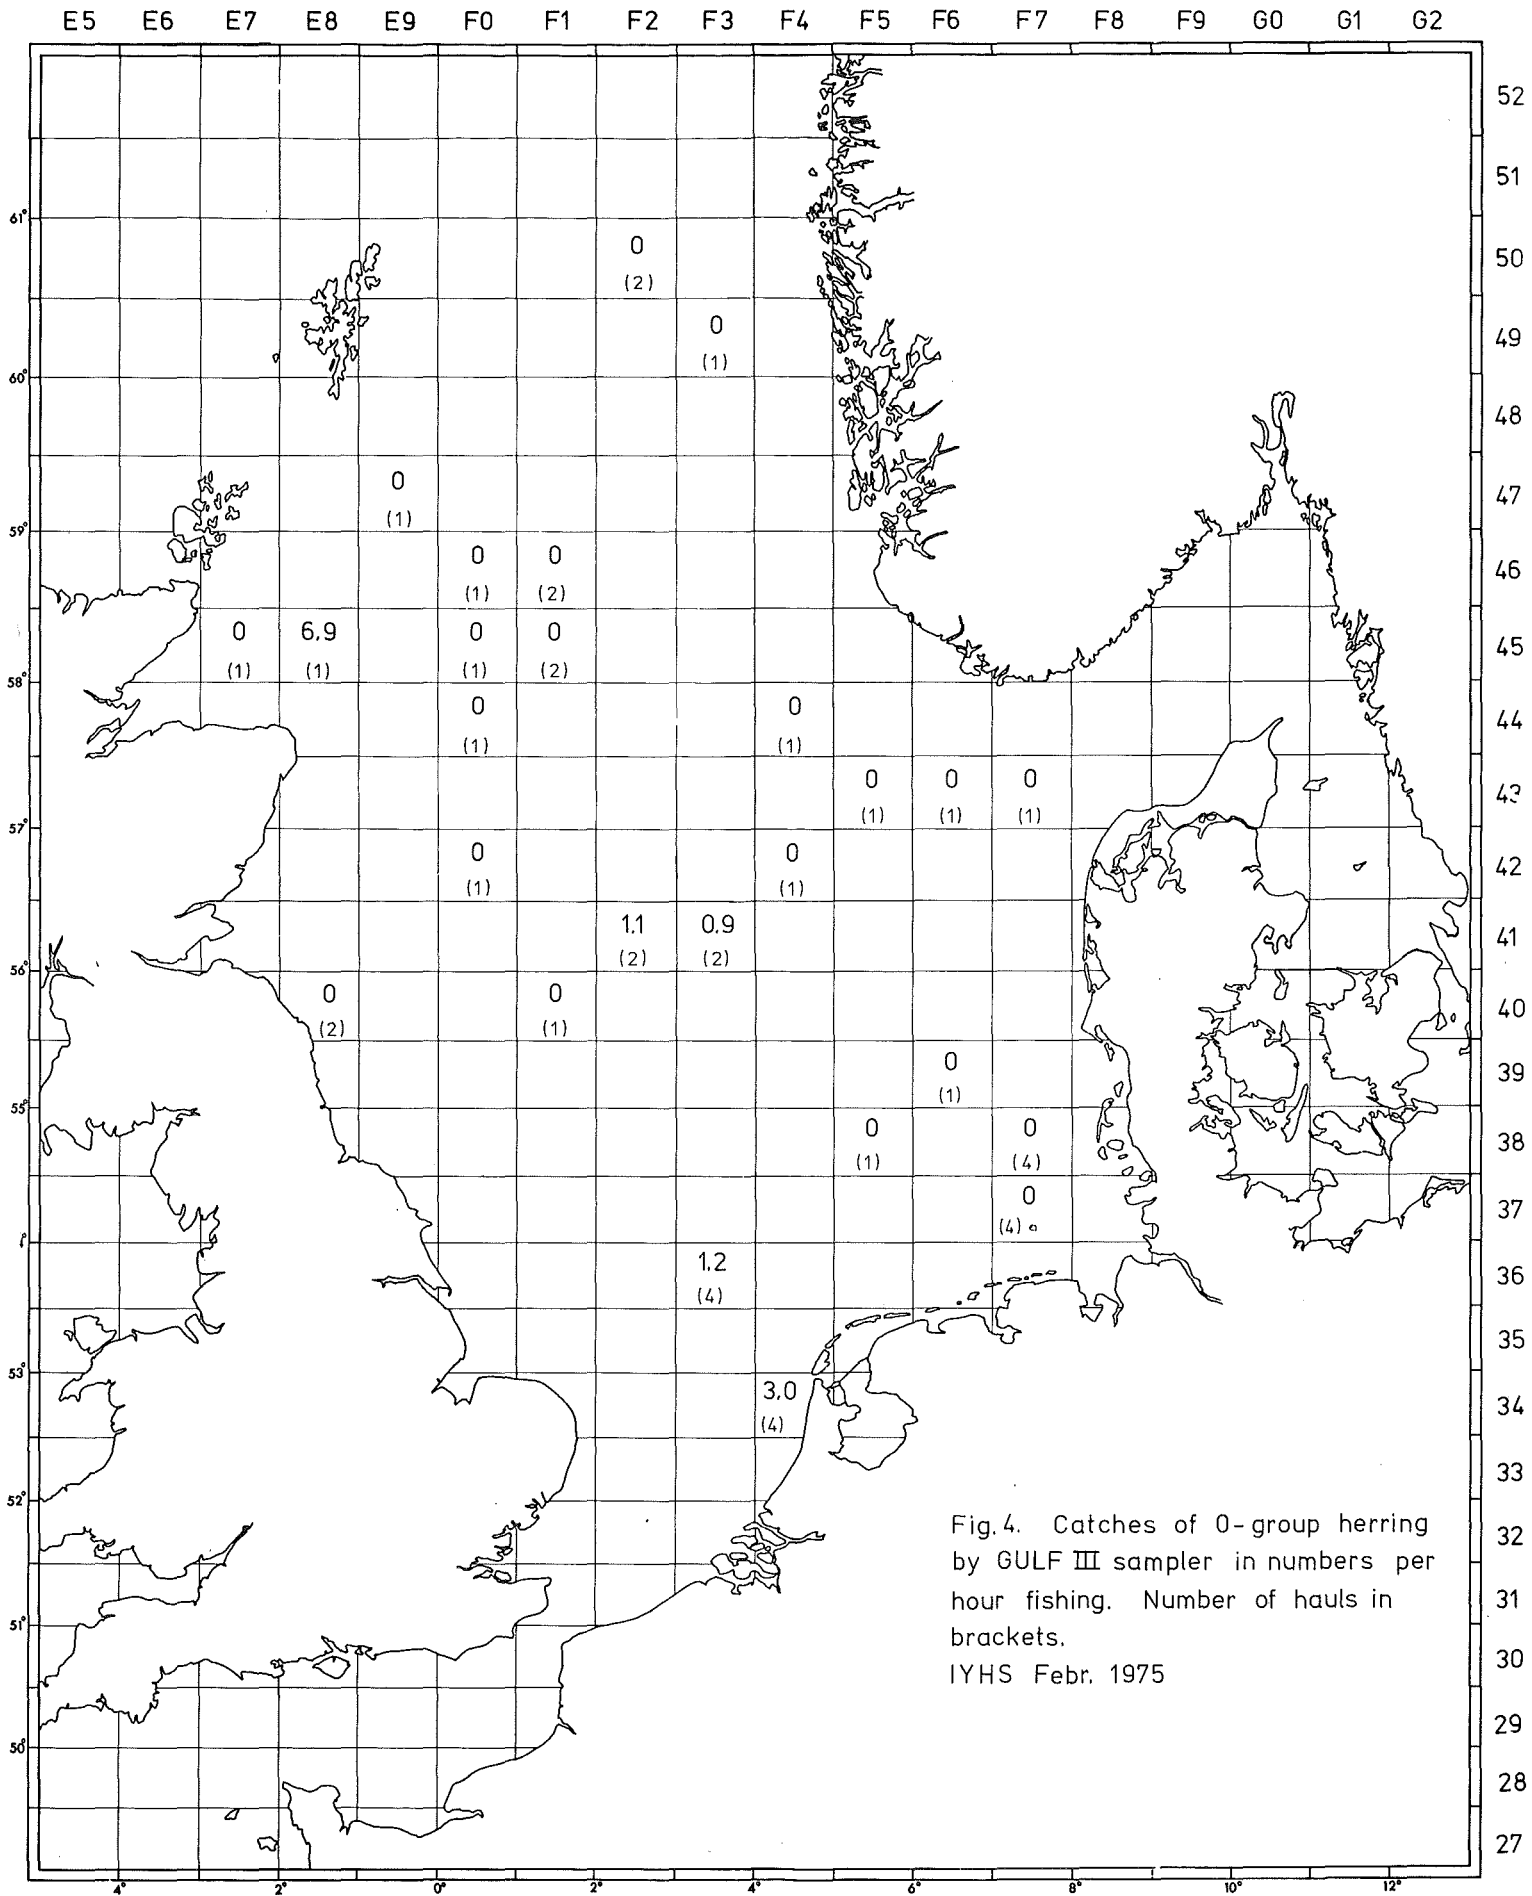 E5 E6 E7 E8 E9 F0 F1 F2 F3 F4 F5 F6 F7 F8 F9 G0 G1 G2
52
51
61°
0 50
(2)
0 49
(1)
60°
48
0 47
(1)
59°
0 0 46
(1) (2)
0 6.9 0 0 45
(1) (1) (1) (2)
58°
0 0 44
(1) (1)
0 0 0 43
(1) (1) (1)
57°
0 0 42
(1) (1)
1.1 0.9 41
(2) (2)
56°
0 0 40
(2) (1)
0 39
(1)
55°
0 0 38
(1) (4)
0 37
(4)
1.2 36
(4)
35
53°
3.0 34
(4)
33
52°
Fig. 4. Catches of 0-group herring 32
by GULF III sampler in numbers per
hour fishing. Number of hauls in 31
51°
brackets. 30
IYHS Febr. 1975
29
50°
28
27
4° 2° 0° 2° 4° 6° 8° 10° 12°